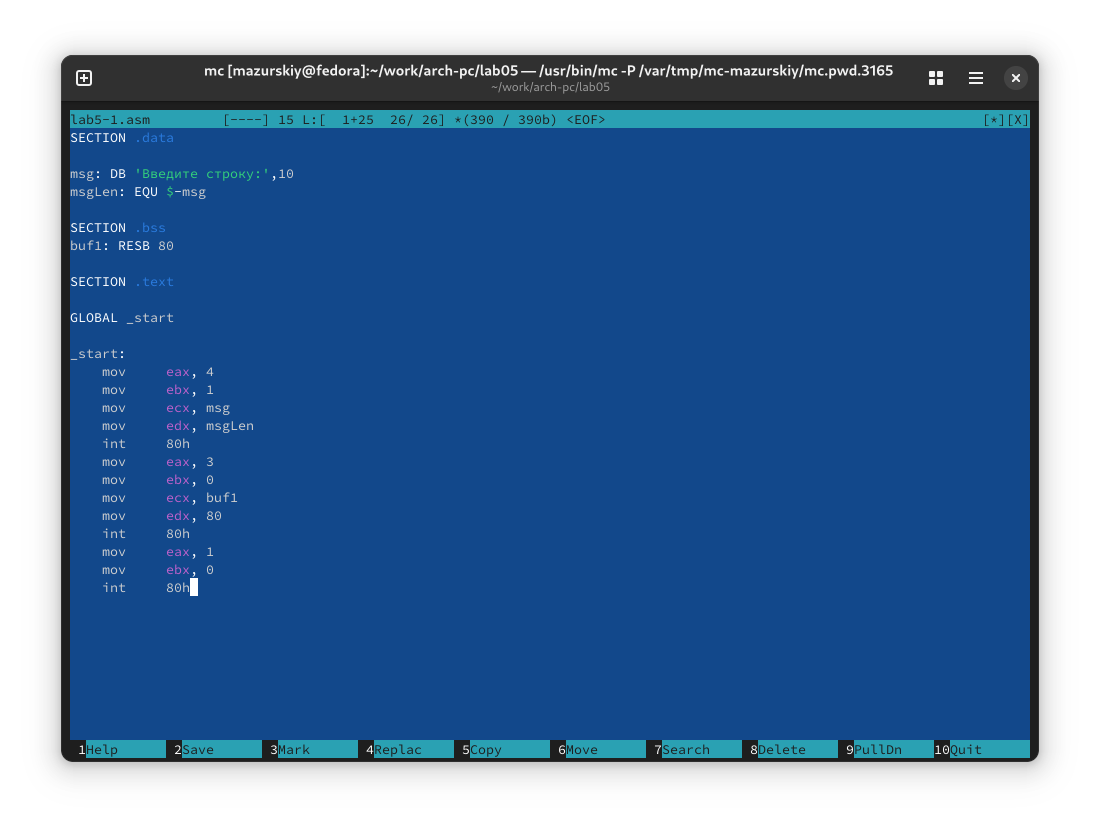 mc [mazurskiy@fedora]:~/work/arch-pc/lab05 — /usr/bin/mc -P /var/tmp/mc-mazurskiy/mc.pwd.3165
~/work/arch-pc/lab05
lab5-1.asm         [----] 15 L:[  1+25  26/ 26] *(390 / 390b) <EOF>                                               [*][X]
SECTION .data
msg: DB 'Введите строку:',10
msgLen: EQU $-msg
SECTION .bss
buf1: RESB 80
SECTION .text
GLOBAL _start
_start:
    mov     eax, 4
    mov     ebx, 1
    mov     ecx, msg
    mov     edx, msgLen
    int     80h
    mov     eax, 3
    mov     ebx, 0
    mov     ecx, buf1
    mov     edx, 80
    int     80h
    mov     eax, 1
    mov     ebx, 0
    int     80h
1Help 2Save 3Mark 4Replac 5Copy 6Move 7Search 8Delete 9PullDn 10Quit